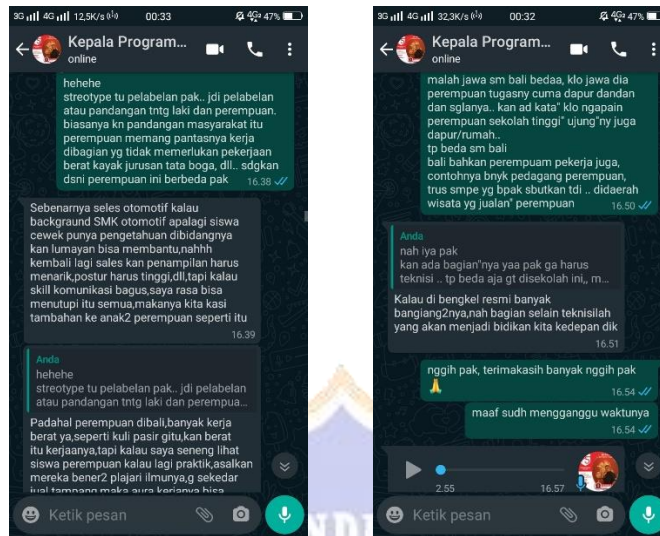 3G 4G 12,5K/s 00:33 4G 47%
Kepala Program...
online
hehehe
streotype tu pelabelan pak.. jdi pelabelan
atau pandangan tntg laki dan perempuan.
biasanya kn pandangan masyarakat itu
perempuan memang pantasnya kerja
dibagian yg tidak memerlukan pekerjaan
berat kayak jurusan tata boga, dll.. sdgkan
dsni perempuan ini berbeda pak
16.38
Sebenarnya seles otomotif kalau
background SMK otomotif apalagi siswa
cewek punya pengetahuan dibidangnya
kan lumayan bisa membantu,nahhh
kembali lagi sales kan penampilan harus
menarik,postur harus tinggi,dll,tapi kalau
skill komunikasi bagus,saya rasa bisa
menutupi itu semua,makanya kita kasi
tambahan ke anak2 perempuan seperti itu
16.39
Anda
hehehe
streotype tu pelabelan pak.. jdi pelabelan
atau pandangan tntg laki dan perempua...
Padahal perempuan dibali,banyak kerja
berat ya,seperti kuli pasir gitu,kan berat
itu kerjaanya,tapi kalau saya seneng lihat
siswa perempuan kalau lagi praktik,asalkan
mereka bener2 plajari ilmunya,g sekedar
jual tampang maka aura kerjanya bisa
Ketik pesan
3G 4G 32,3K/s 00:32 4G 47%
Kepala Program...
online
malah jawa sm bali bedaa, klo jawa dia
perempuan tugasny cuma dapur dandan
dan sglanya.. kan ad kata" klo ngapain
perempuan sekolah tinggi" ujung"ny juga
dapur/rumah..
tp beda sm bali
bali bahkan perempuam pekerja juga,
contohnya bnyk pedagang perempuan,
trus smpe yg bpak sbutkan tdi .. didaerah
wisata yg jualan" perempuan
16.50
Anda
nah iya pak
kan ada bagian"nya yaa pak ga harus
teknisi .. tp beda aja gt disekolah ini,, m...
Kalau di bengkel resmi banyak
bangiang2nya,nah bagian selain teknisilah
yang akan menjadi bidikan kita kedepan dik
16.51
nggih pak, terimakasih banyak nggih pak
🙏
16.54
maaf sudh mengganggu waktunya
16.54
2.55 16.57
Ketik pesan